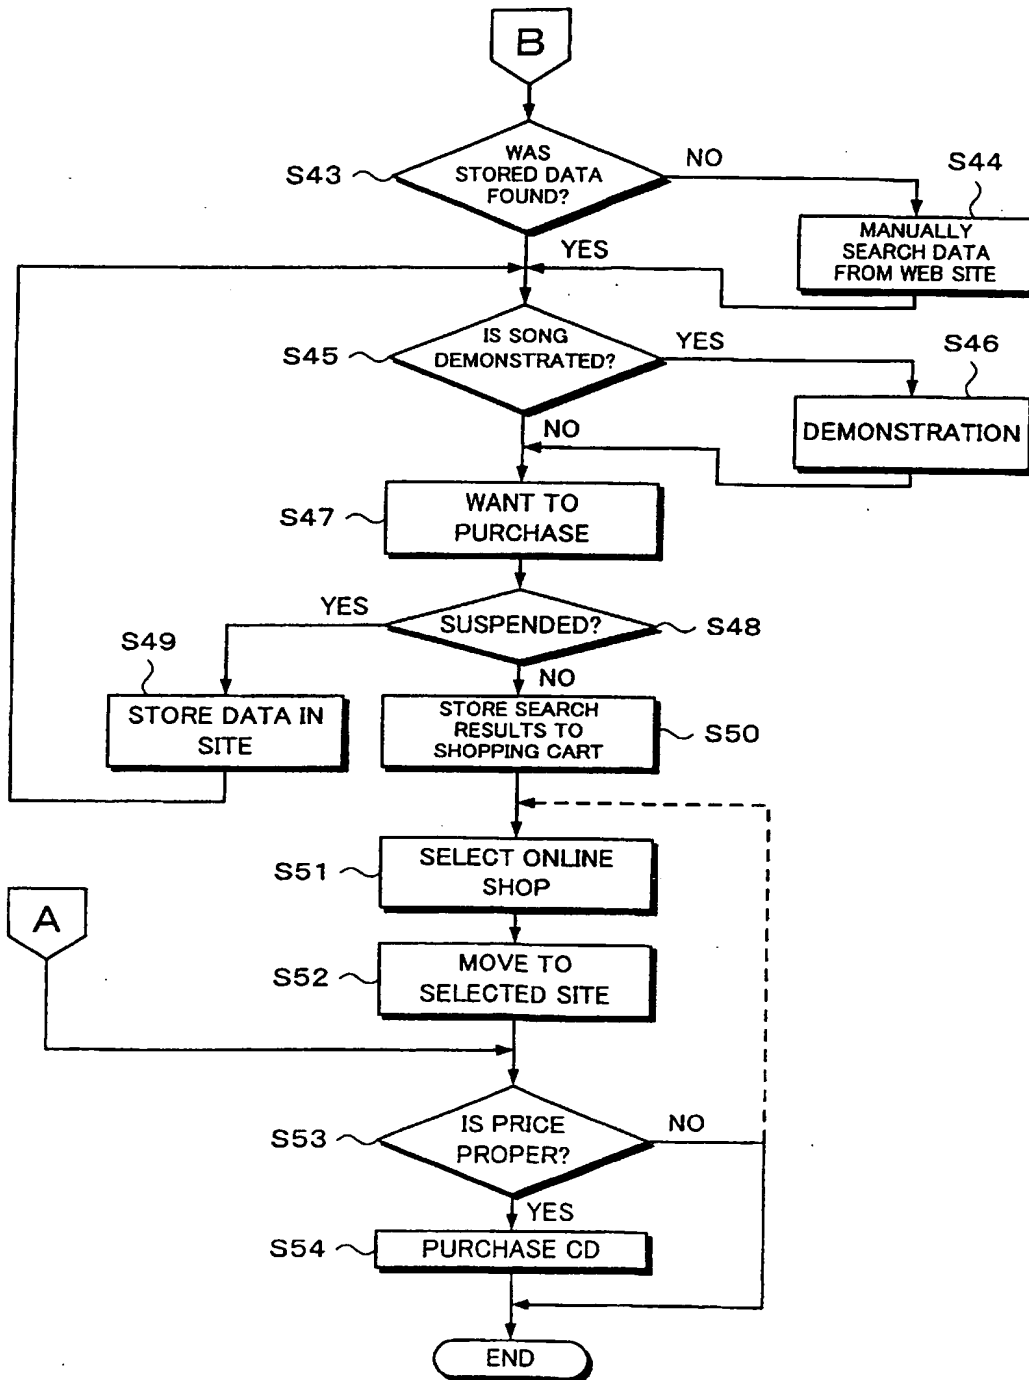 B
S43
WAS
STORED DATA
FOUND?
NO
S44
MANUALLY
SEARCH DATA
FROM WEB SITE
YES
S45
IS SONG
DEMONSTRATED?
YES
S46
DEMONSTRATION
NO
S47
WANT TO
PURCHASE
YES
SUSPENDED?
S48
S49
STORE DATA IN
SITE
NO
STORE SEARCH
RESULTS TO
SHOPPING CART
S50
S51
SELECT ONLINE
SHOP
A
S52
MOVE TO
SELECTED SITE
S53
IS PRICE
PROPER?
NO
YES
S54
PURCHASE CD
END